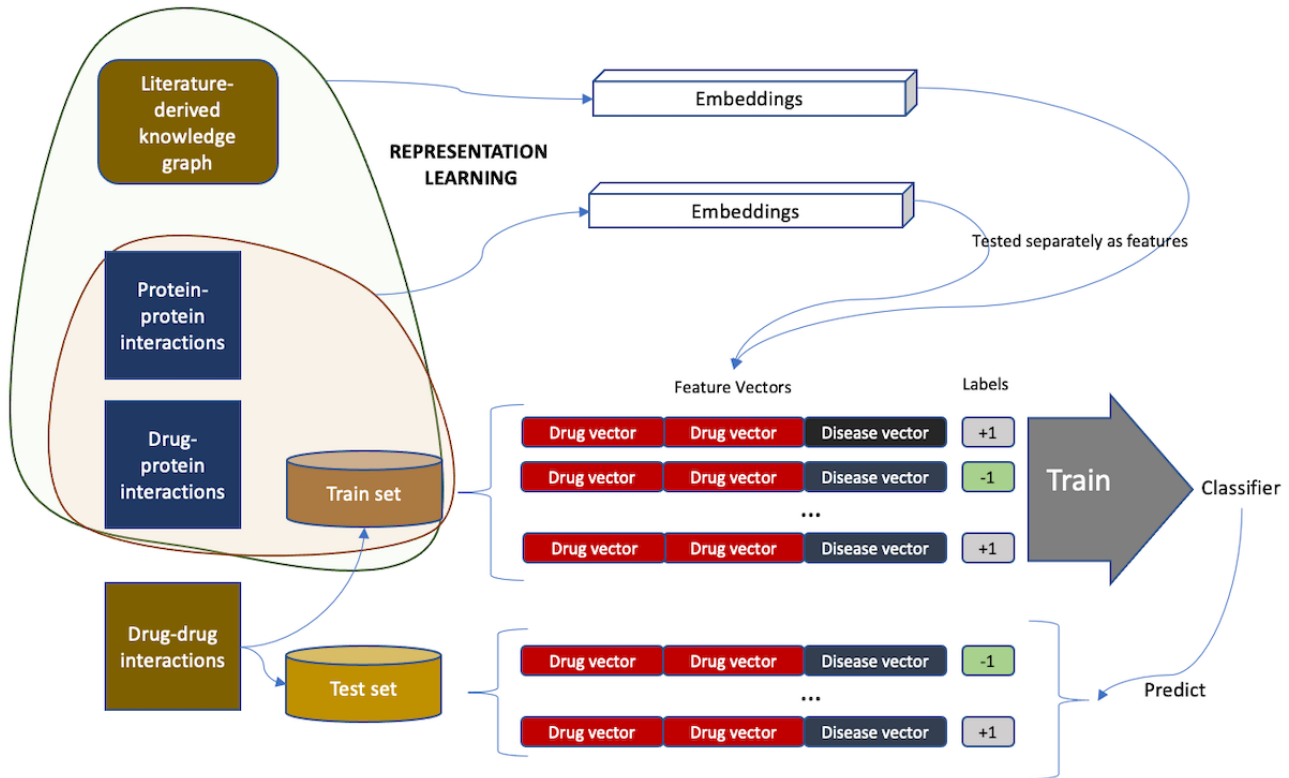 Literature-
derived
knowledge
graph
Embeddings
REPRESENTATION
LEARNING
Embeddings
Tested separately as features
Protein-
protein
interactions
Feature Vectors
Labels
Drug-
protein
interactions
Train set
Drug vector Drug vector Disease vector +1
Drug vector Drug vector Disease vector -1
...
Drug vector Drug vector Disease vector +1
Train
Classifier
Drug-drug
interactions
Test set
Drug vector Drug vector Disease vector -1
...
Drug vector Drug vector Disease vector +1
Predict